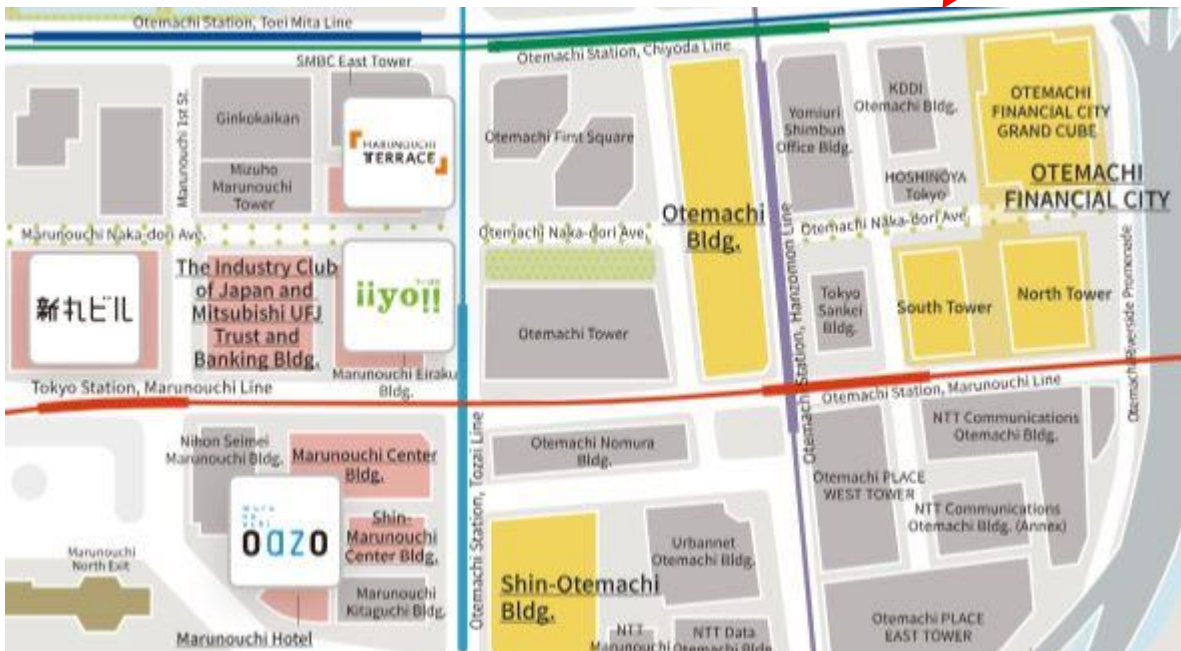 Otemachi Station, Toei Mita Line
Otemachi Station, Chiyoda Line
SMBC East Tower
Marunouchi 1st St.
Ginkokaikan
MARUNOUCHI
TERRACE
Mizuho
Marunouchi
Tower
Otemachi First Square
Yomiuri
Shimbun
Office Bldg.
KDDI
Otemachi Bldg.
OTEMACHI
FINANCIAL CITY
GRAND CUBE
HOSHINOYA
Tokyo
OTEMACHI
FINANCIAL CITY
Otemachi
Bldg.
Marunouchi Naka-dori Ave.
Otemachi Naka-dori Ave.
Otemachi Naka-dori Ave.
Otemachi Station, Hanzomon Line
Otemachi Riverside Promenade
新丸ビル
The Industry Club
of Japan and
Mitsubishi UFJ
Trust and
Banking Bldg.
iiyo!!
Otemachi Tower
Tokyo
Sankei
Bldg.
South Tower
North Tower
Marunouchi Eiraku
Bldg.
Tokyo Station, Marunouchi Line
Otemachi Station, Marunouchi Line
Nihon Seimei
Marunouchi Bldg.
Marunouchi Center
Bldg.
Otemachi Station, Tozai Line
Otemachi Nomura
Bldg.
NTT Communications
Otemachi Bldg.
Otemachi PLACE
WEST TOWER
NTT Communications
Otemachi Bldg. (Annex)
OAZO
Shin-
Marunouchi
Center Bldg.
Urbannet
Otemachi Bldg.
Marunouchi
North Exit
Marunouchi
Kitaguchi Bldg.
Shin-Otemachi
Bldg.
Marunouchi Hotel
NTT
Marunouchi
NTT Data
Otemachi Bldg.
Otemachi PLACE
EAST TOWER